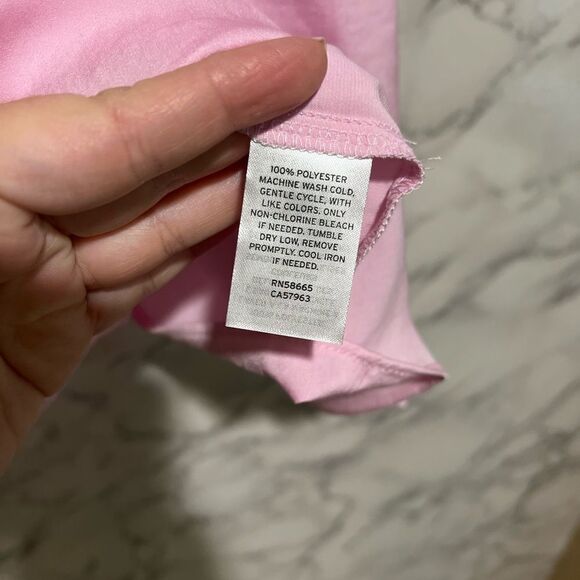 100% POLYESTER
MACHINE WASH COLD,
GENTLE CYCLE, WITH
LIKE COLORS. ONLY
NON-CHLORINE BLEACH
IF NEEDED. TUMBLE
DRY LOW, REMOVE
PROMPTLY. COOL IRON
IF NEEDED.
RN58665
CA57963